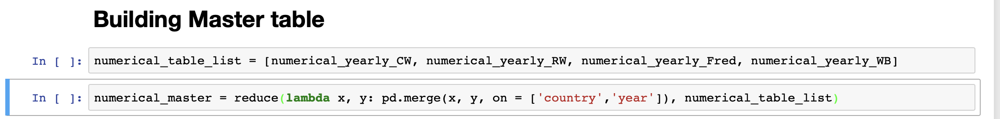 Building Master table
In [ ]: numerical_table_list = [numerical_yearly_CW, numerical_yearly_RW, numerical_yearly_Fred, numerical_yearly_WB]
In [ ]: numerical_master = reduce(lambda x, y: pd.merge(x, y, on = ['country','year']), numerical_table_list)